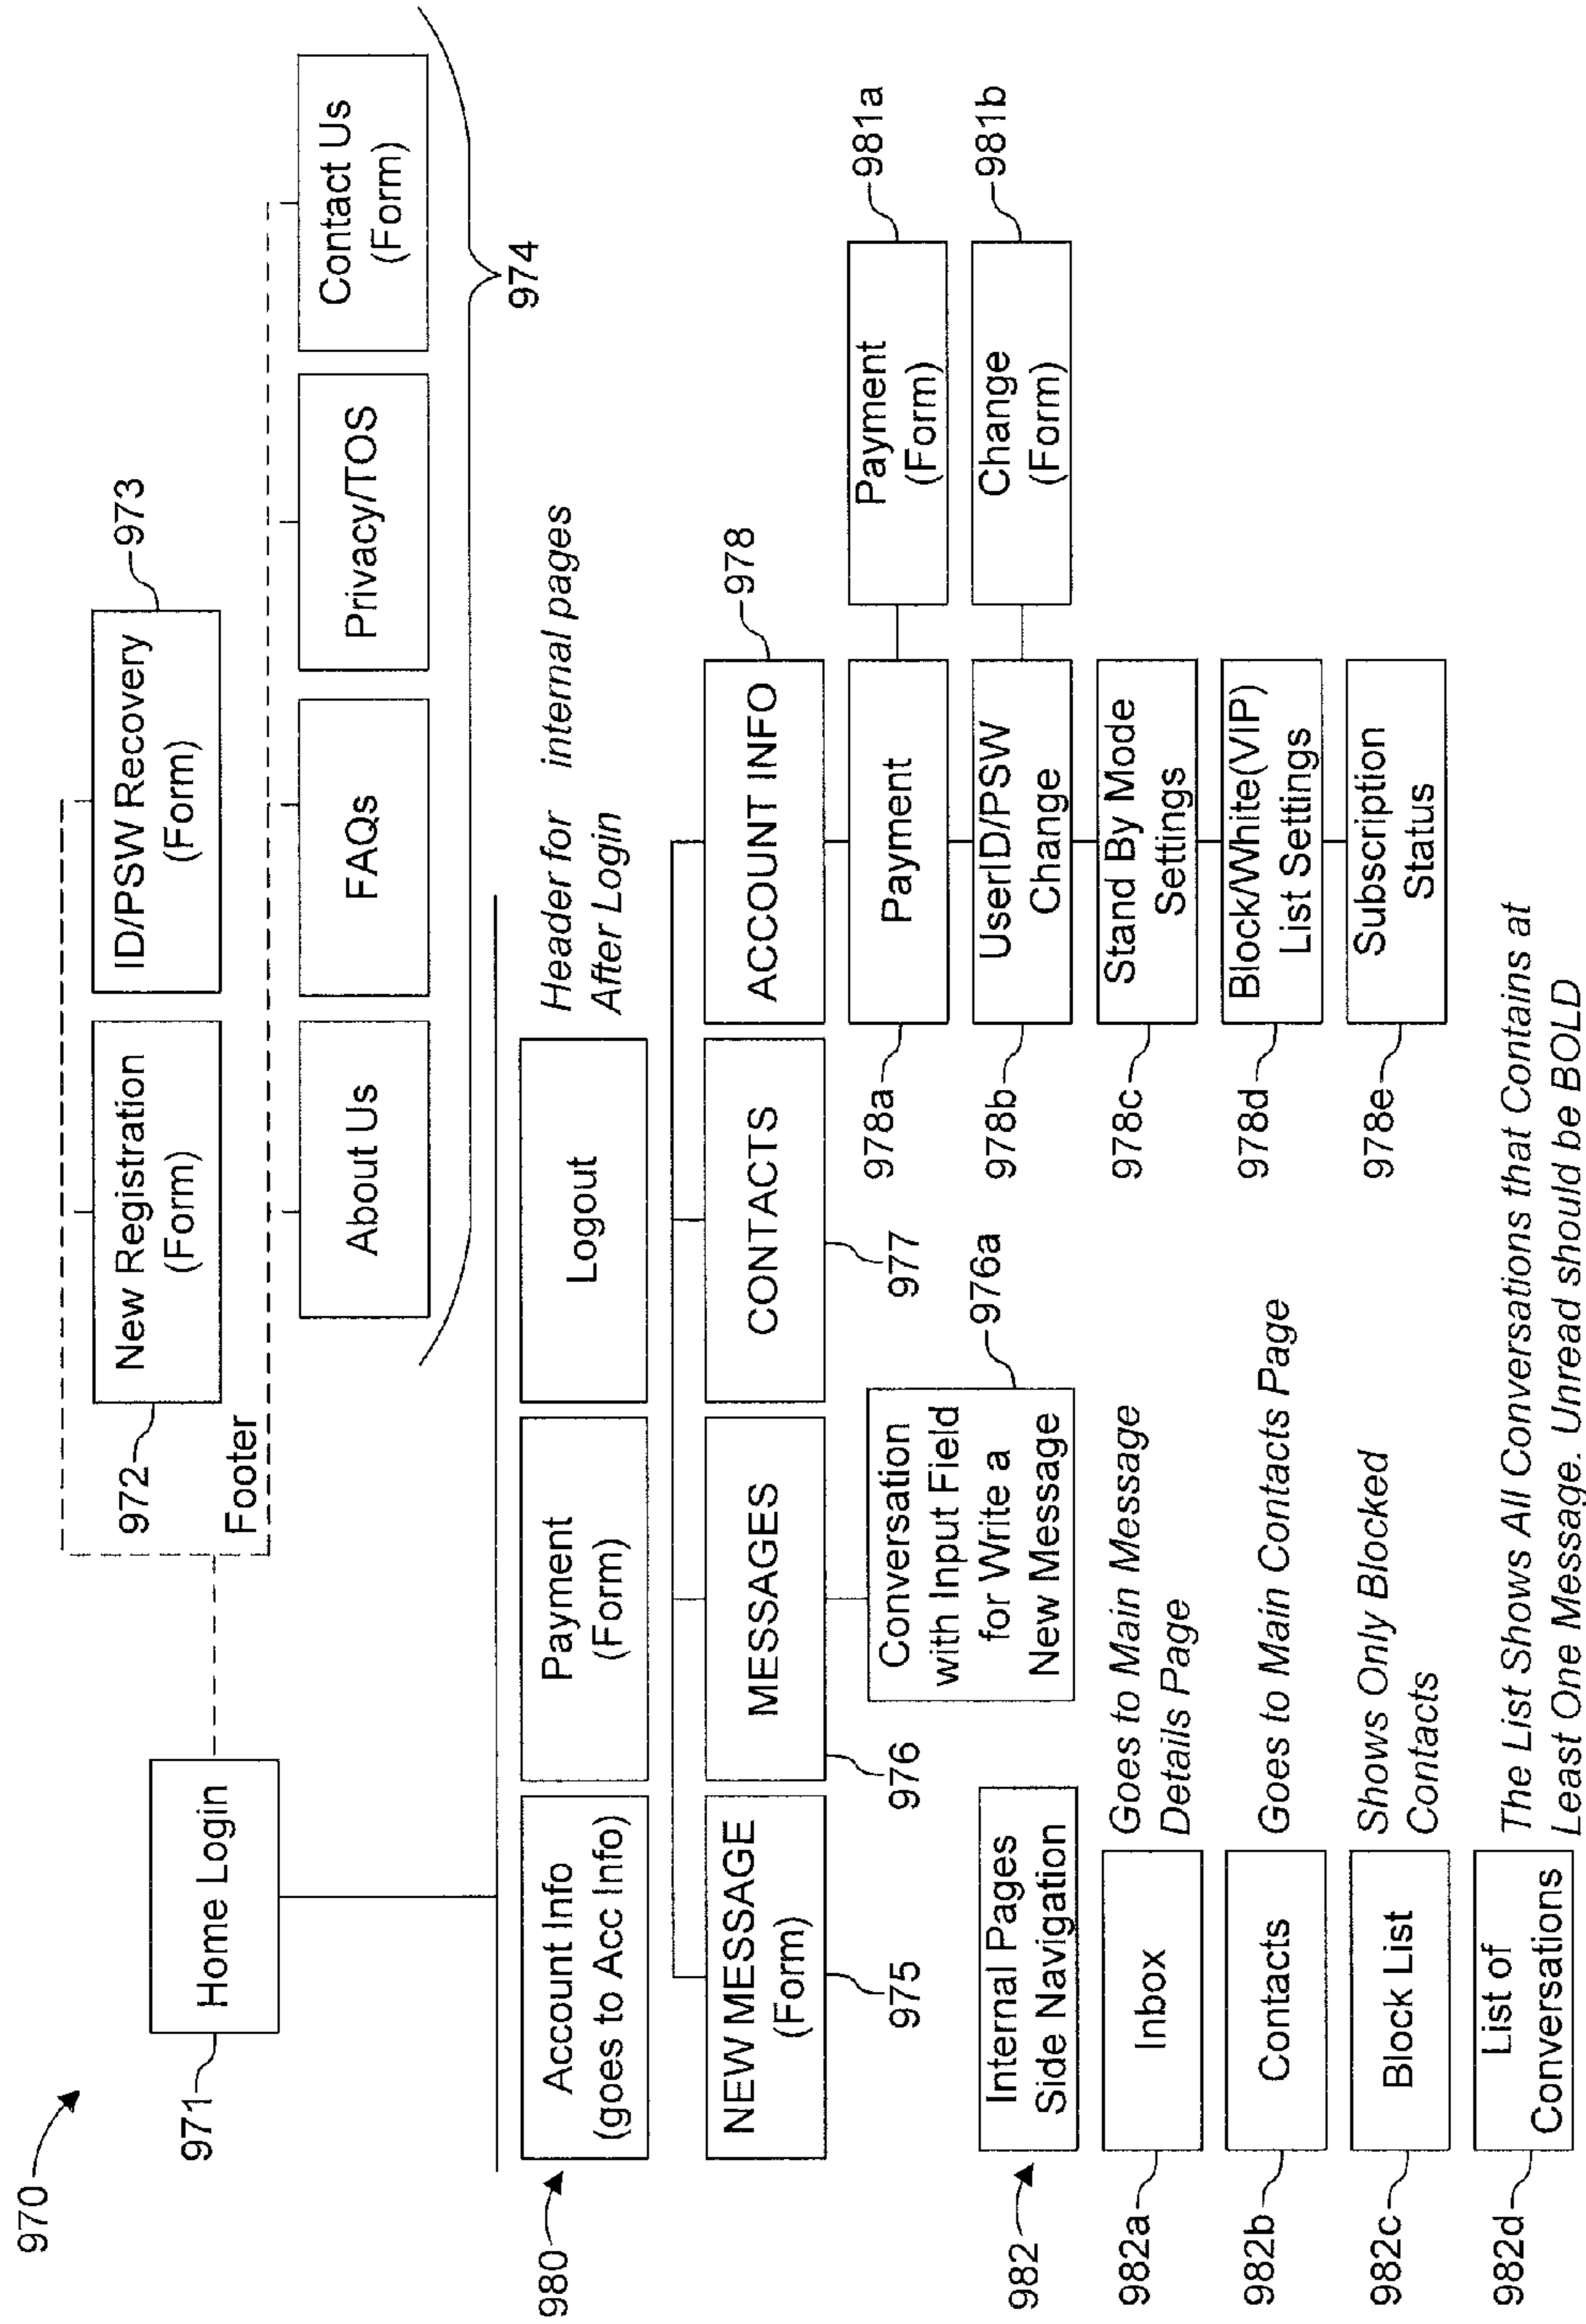 970
971
Home Login
972
New Registration
(Form)
ID/PSW Recovery
(Form)
973
Footer
About Us
FAQs
Privacy/TOS
Contact Us
(Form)
974
980
Account Info
(goes to Acc Info)
Payment
(Form)
Logout
Header for internal pages
After Login
NEW MESSAGE
(Form)
975
MESSAGES
976
CONTACTS
977
ACCOUNT INFO
978
Conversation
with Input Field
for Write a
New Message
976a
978a
Payment
Payment
(Form)
981a
978b
UserID/PSW
Change
Change
(Form)
981b
978c
Stand By Mode
Settings
978d
Block/White(VIP)
List Settings
978e
Subscription
Status
982
Internal Pages
Side Navigation
982a
Inbox
Goes to Main Message
Details Page
982b
Contacts
Goes to Main Contacts Page
982c
Block List
Shows Only Blocked
Contacts
982d
List of
Conversations
The List Shows All Conversations that Contains at
Least One Message. Unread should be BOLD